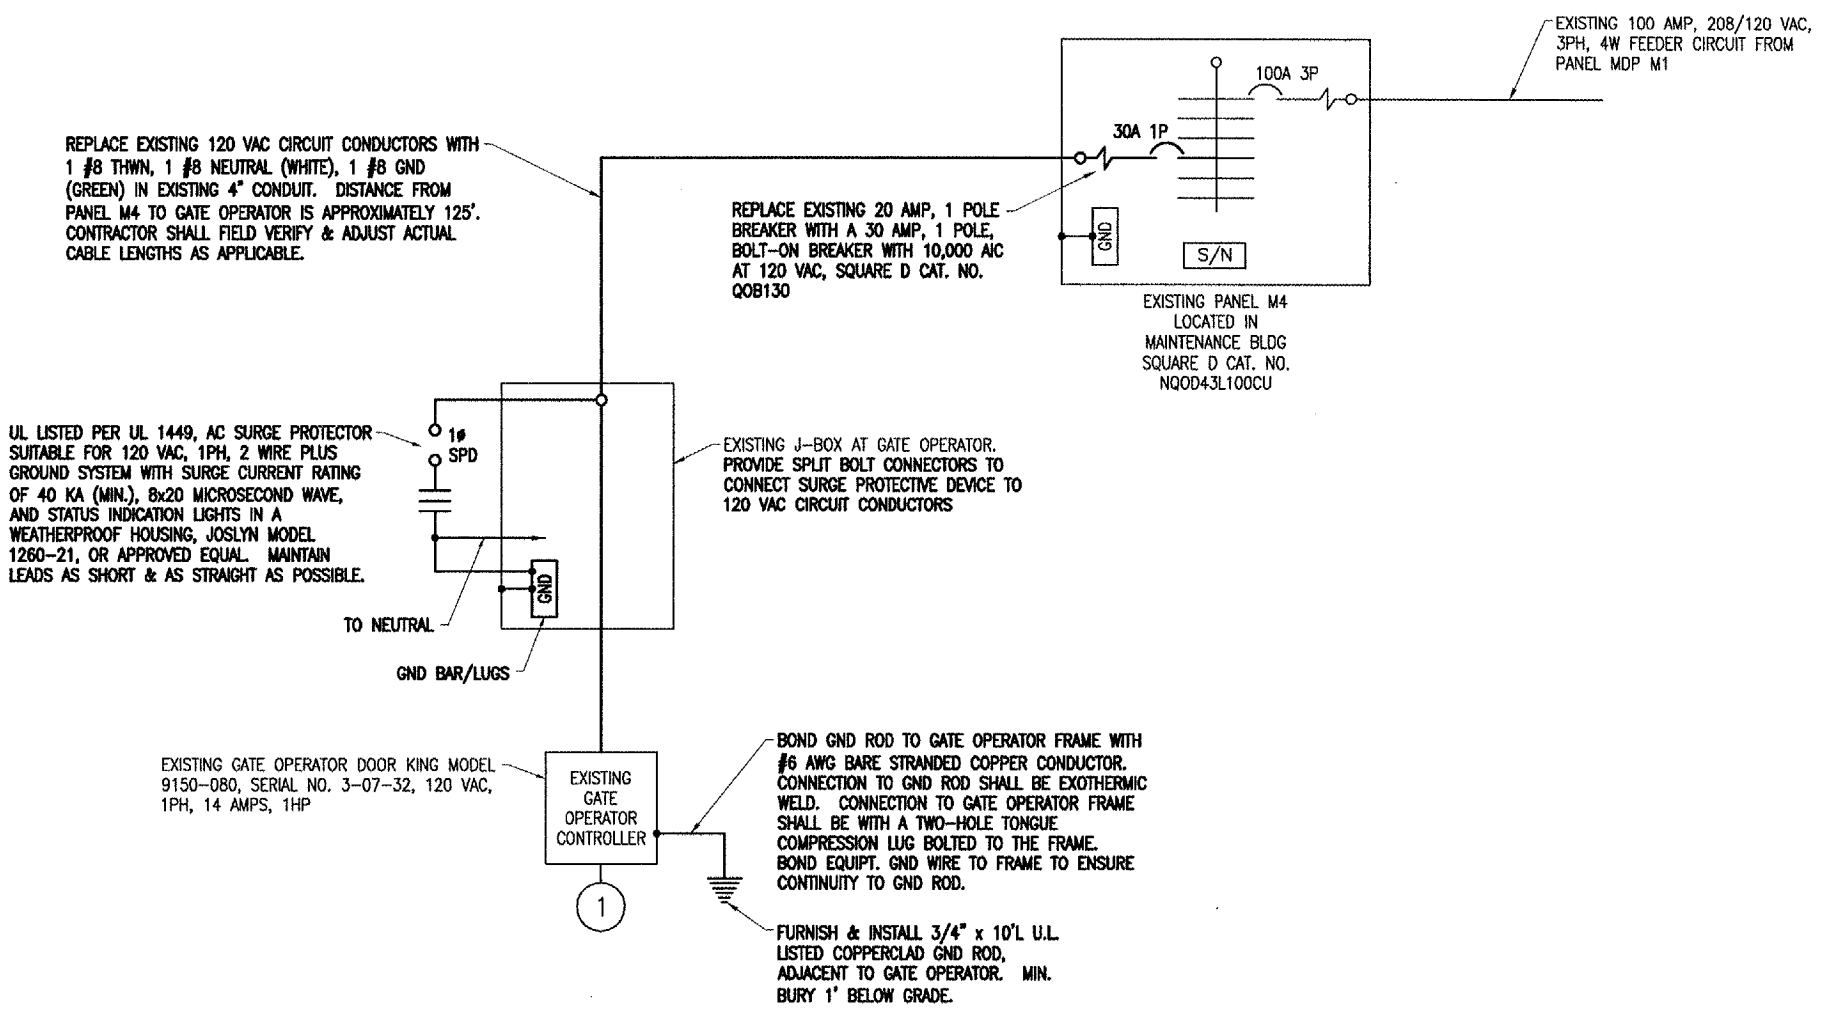 EXISTING 100 AMP, 208/120 VAC,
3PH, 4W FEEDER CIRCUIT FROM
PANEL MDP M1
100A 3P
30A 1P
GND
S/N
EXISTING PANEL M4
LOCATED IN
MAINTENANCE BLDG
SQUARE D CAT. NO.
NQOD43L100CU
REPLACE EXISTING 120 VAC CIRCUIT CONDUCTORS WITH
1 #8 THWN, 1 #8 NEUTRAL (WHITE), 1 #8 GND
(GREEN) IN EXISTING 4" CONDUIT. DISTANCE FROM
PANEL M4 TO GATE OPERATOR IS APPROXIMATELY 125'.
CONTRACTOR SHALL FIELD VERIFY & ADJUST ACTUAL
CABLE LENGTHS AS APPLICABLE.
REPLACE EXISTING 20 AMP, 1 POLE
BREAKER WITH A 30 AMP, 1 POLE,
BOLT-ON BREAKER WITH 10,000 AIC
AT 120 VAC, SQUARE D CAT. NO.
QOB130
UL LISTED PER UL 1449, AC SURGE PROTECTOR
SUITABLE FOR 120 VAC, 1PH, 2 WIRE PLUS
GROUND SYSTEM WITH SURGE CURRENT RATING
OF 40 KA (MIN.), 8x20 MICROSECOND WAVE,
AND STATUS INDICATION LIGHTS IN A
WEATHERPROOF HOUSING, JOSLYN MODEL
1260-21, OR APPROVED EQUAL. MAINTAIN
LEADS AS SHORT & AS STRAIGHT AS POSSIBLE.
1ø
SPD
GND
TO NEUTRAL
GND BAR/LUGS
EXISTING J-BOX AT GATE OPERATOR.
PROVIDE SPLIT BOLT CONNECTORS TO
CONNECT SURGE PROTECTIVE DEVICE TO
120 VAC CIRCUIT CONDUCTORS
EXISTING GATE OPERATOR DOOR KING MODEL
9150-080, SERIAL NO. 3-07-32, 120 VAC,
1PH, 14 AMPS, 1HP
EXISTING
GATE
OPERATOR
CONTROLLER
1
BOND GND ROD TO GATE OPERATOR FRAME WITH
#6 AWG BARE STRANDED COPPER CONDUCTOR.
CONNECTION TO GND ROD SHALL BE EXOTHERMIC
WELD. CONNECTION TO GATE OPERATOR FRAME
SHALL BE WITH A TWO-HOLE TONGUE
COMPRESSION LUG BOLTED TO THE FRAME.
BOND EQUIPT. GND WIRE TO FRAME TO ENSURE
CONTINUITY TO GND ROD.
FURNISH & INSTALL 3/4" x 10'L U.L.
LISTED COPPERCLAD GND ROD,
ADJACENT TO GATE OPERATOR. MIN.
BURY 1' BELOW GRADE.